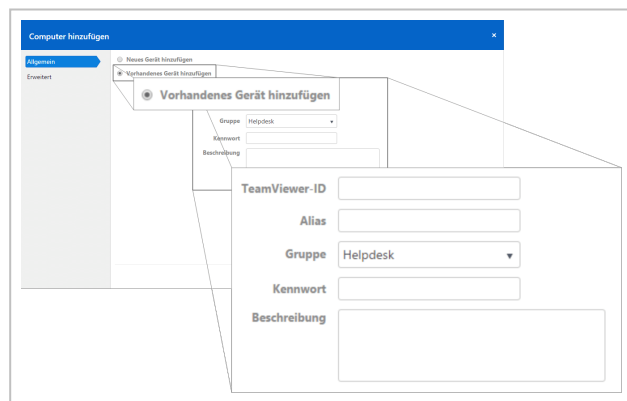 Computer hinzufügen ×
Allgemein
Erweitert
Neues Gerät hinzufügen
Vorhandenes Gerät hinzufügen
Vorhandenes Gerät hinzufügen
Gruppe Helpdesk
Kennwort
Beschreibung
TeamViewer-ID
Alias
Gruppe Helpdesk
Kennwort
Beschreibung